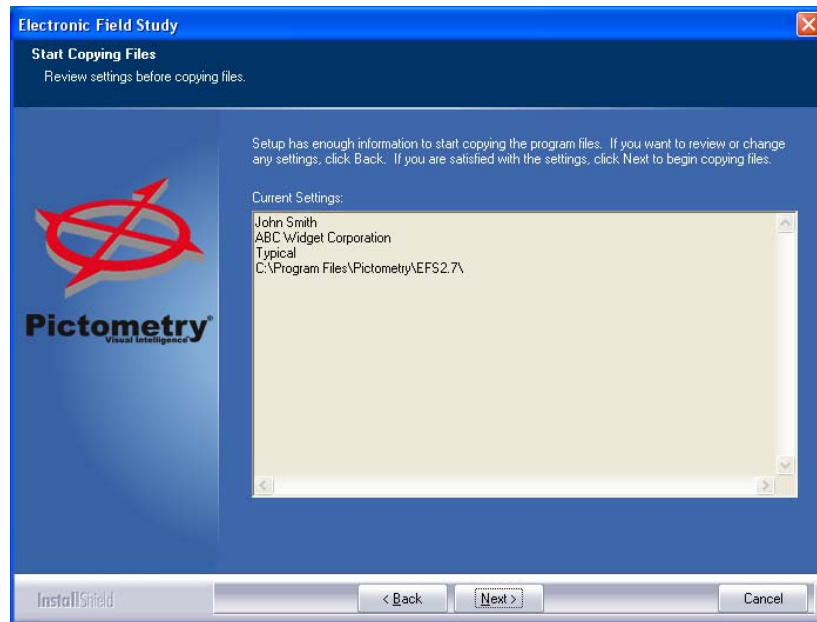 Electronic Field Study
Start Copying Files
Review settings before copying files.
Setup has enough information to start copying the program files. If you want to review or change
any settings, click Back. If you are satisfied with the settings, click Next to begin copying files.
Current Settings:
John Smith
ABC Widget Corporation
Typical
C:\Program Files\Pictometry\EFS2.7\
Pictometry®
Visual Intelligence
InstallShield
< Back
Next >
Cancel